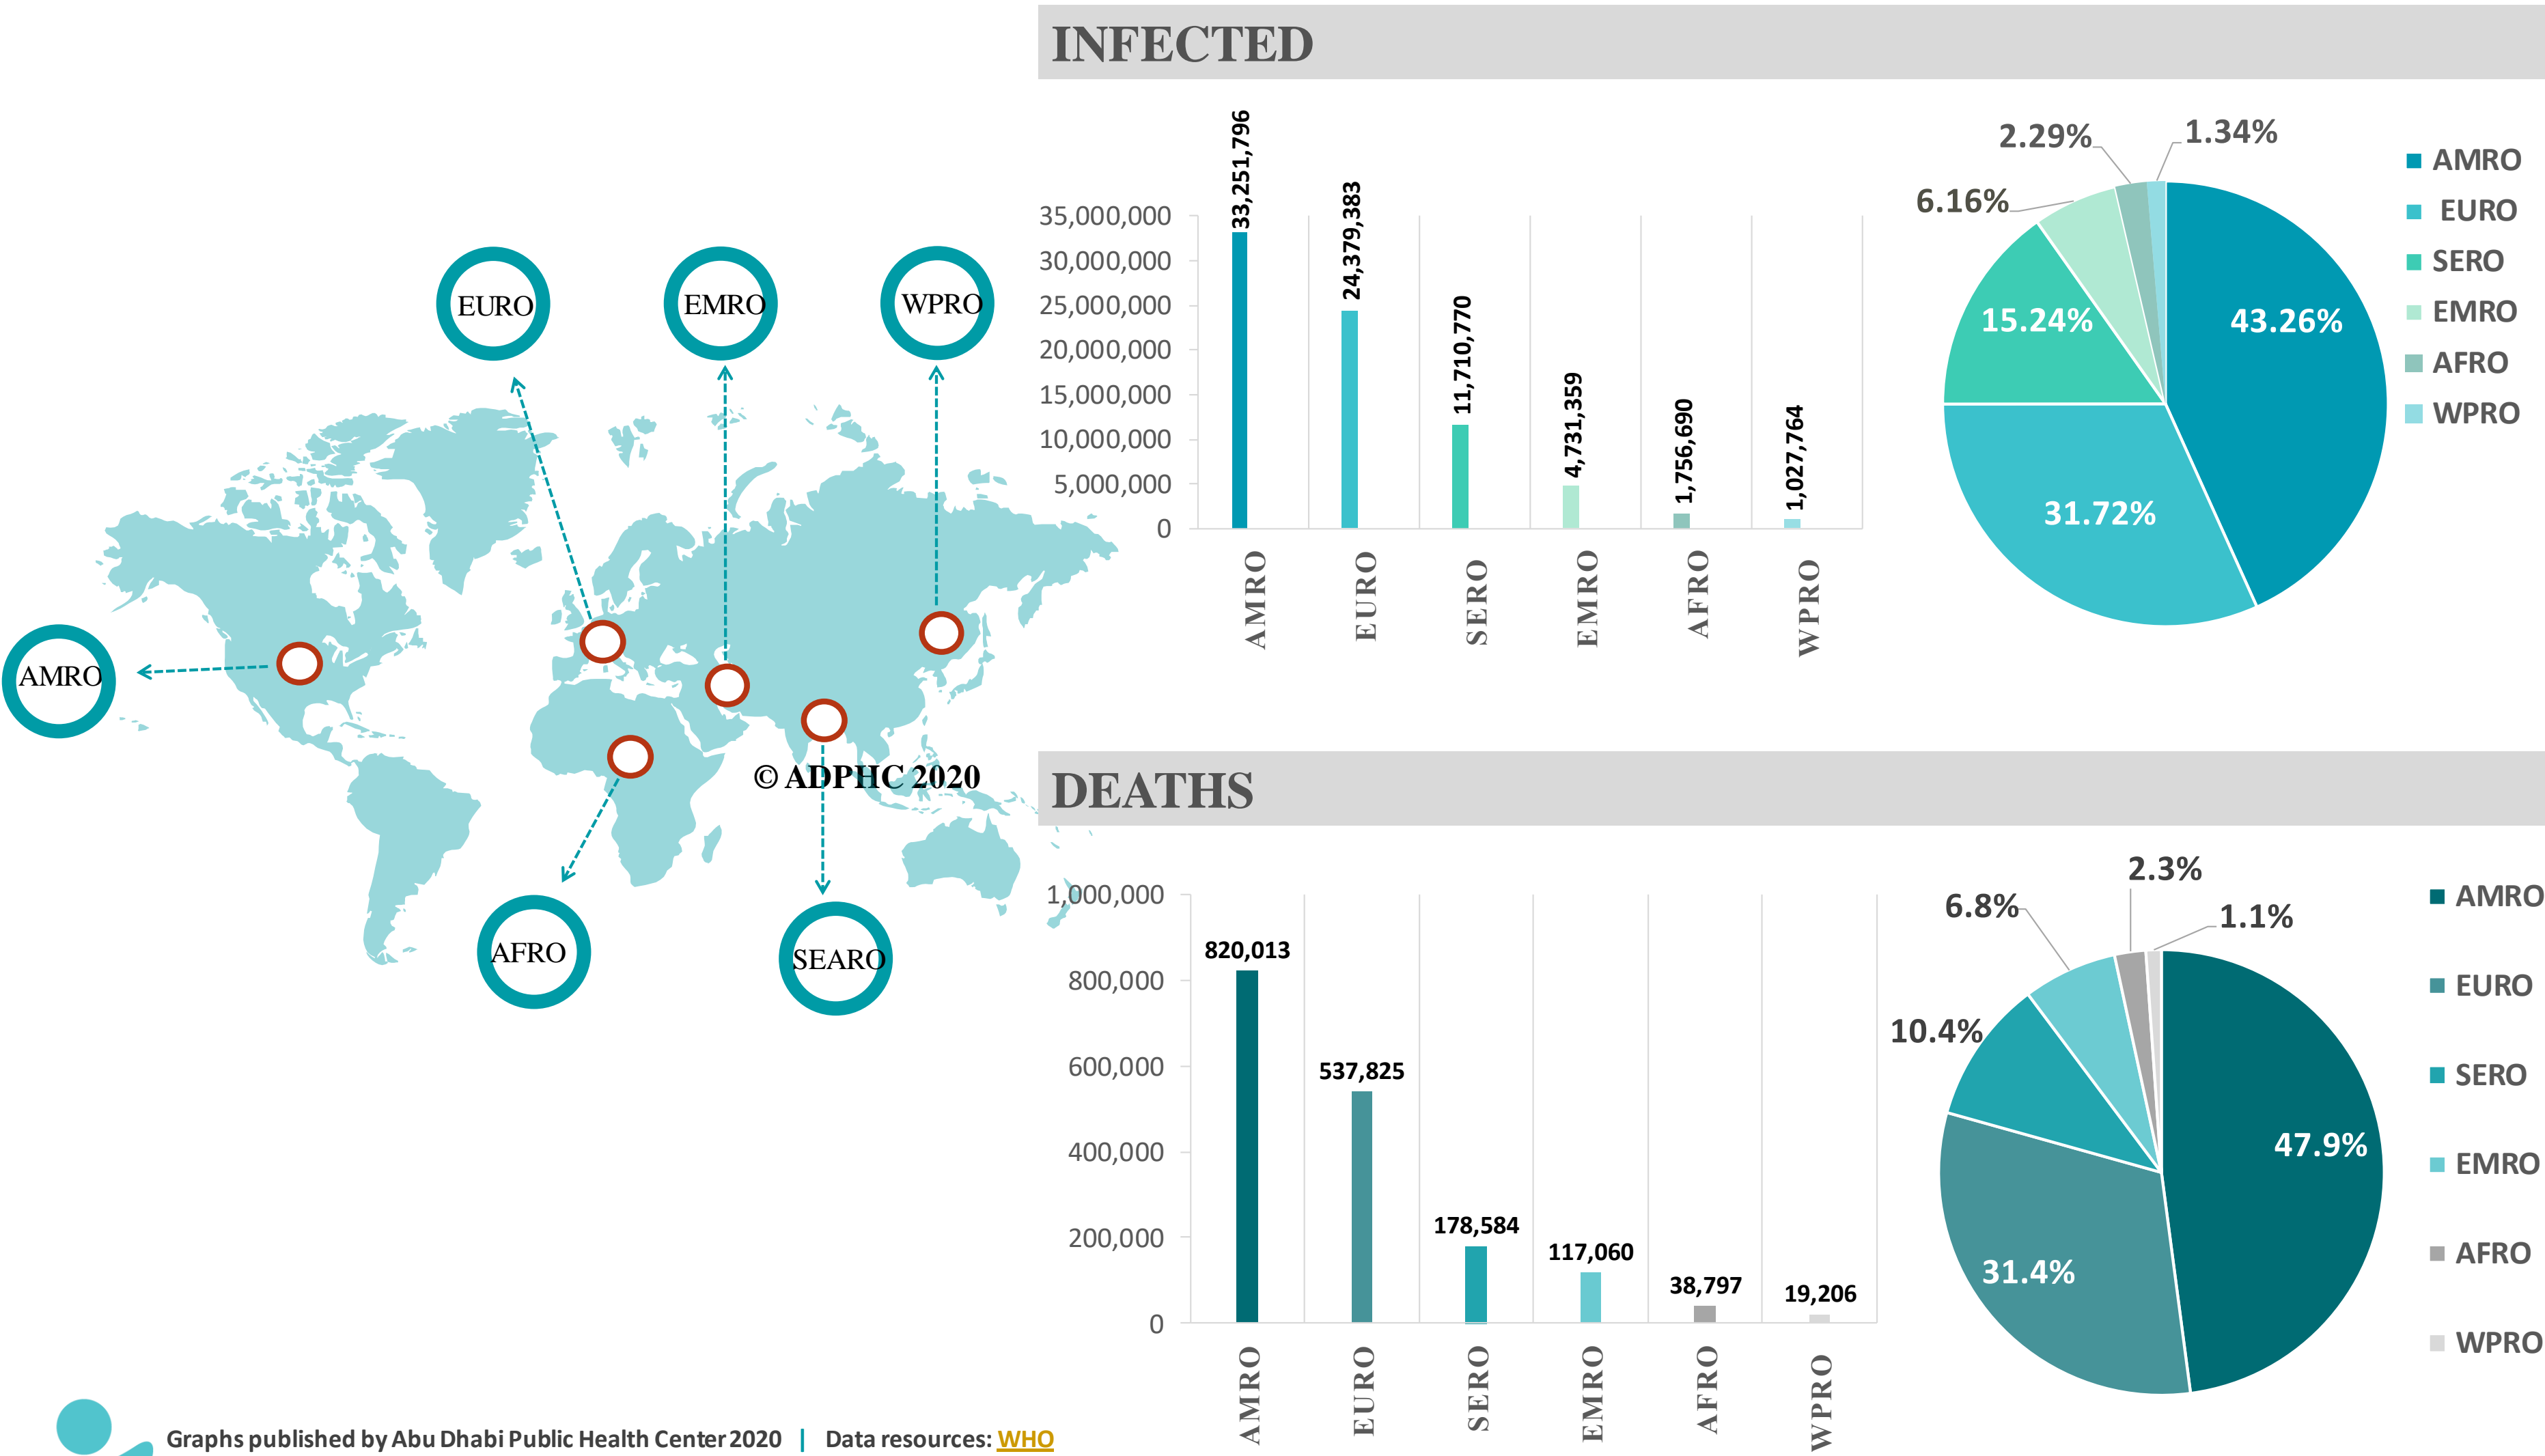 INFECTED
33,251,796
24,379,383
11,710,770
4,731,359
1,756,690
1,027,764
35,000,000
30,000,000
25,000,000
20,000,000
15,000,000
10,000,000
5,000,000
0
AMRO
EURO
SERO
EMRO
AFRO
WPRO
2.29%
1.34%
6.16%
15.24%
43.26%
31.72%
AMRO
EURO
SERO
EMRO
AFRO
WPRO
EURO
EMRO
WPRO
AMRO
© ADPHC 2020
AFRO
SEARO
DEATHS
1,000,000
800,000
600,000
400,000
200,000
0
820,013
537,825
178,584
117,060
38,797
19,206
AMRO
EURO
SERO
EMRO
AFRO
WPRO
2.3%
6.8%
1.1%
10.4%
47.9%
31.4%
AMRO
EURO
SERO
EMRO
AFRO
WPRO
Graphs published by Abu Dhabi Public Health Center 2020 | Data resources: WHO